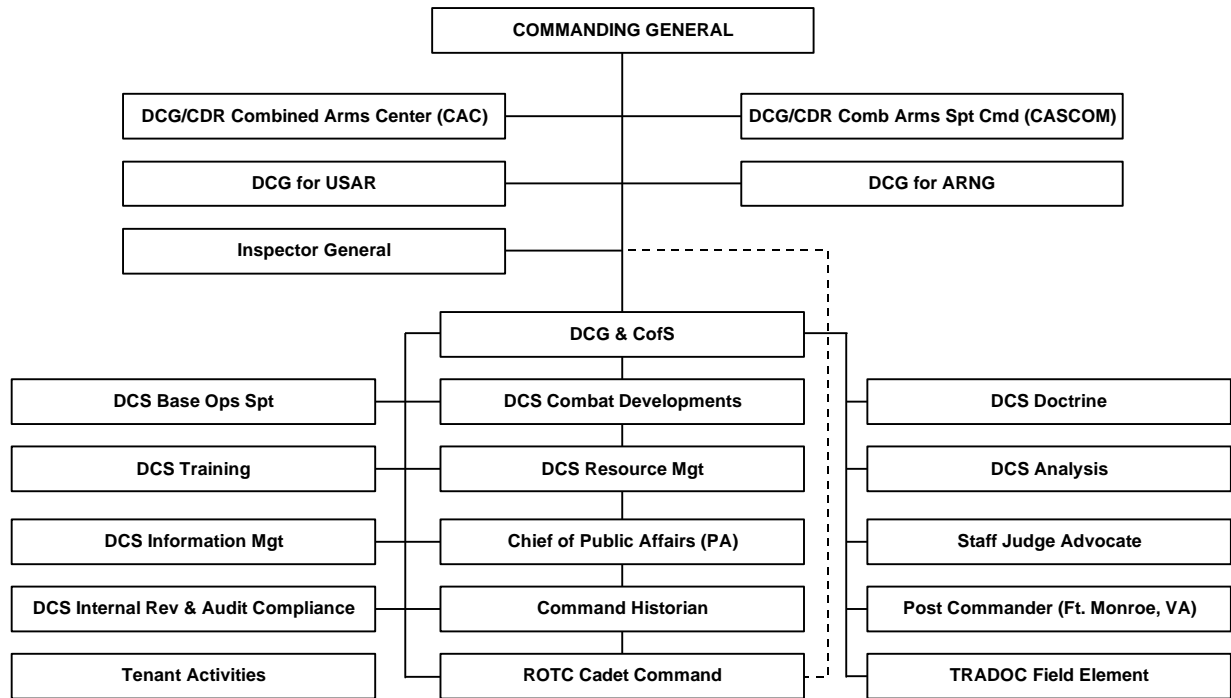 COMMANDING GENERAL
DCG/CDR Combined Arms Center (CAC)
DCG/CDR Comb Arms Spt Cmd (CASCOM)
DCG for USAR
DCG for ARNG
Inspector General
DCG & CofS
DCS Base Ops Spt
DCS Combat Developments
DCS Doctrine
DCS Training
DCS Resource Mgt
DCS Analysis
DCS Information Mgt
Chief of Public Affairs (PA)
Staff Judge Advocate
DCS Internal Rev & Audit Compliance
Command Historian
Post Commander (Ft. Monroe, VA)
Tenant Activities
ROTC Cadet Command
TRADOC Field Element